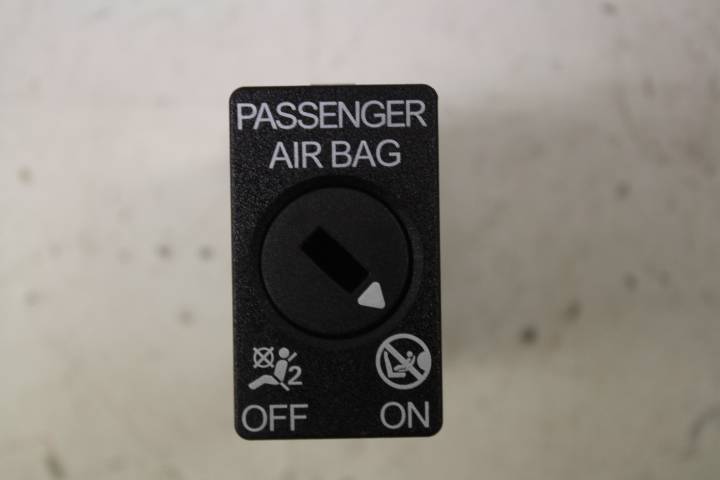 PASSENGER
AIR BAG
2
OFF ON